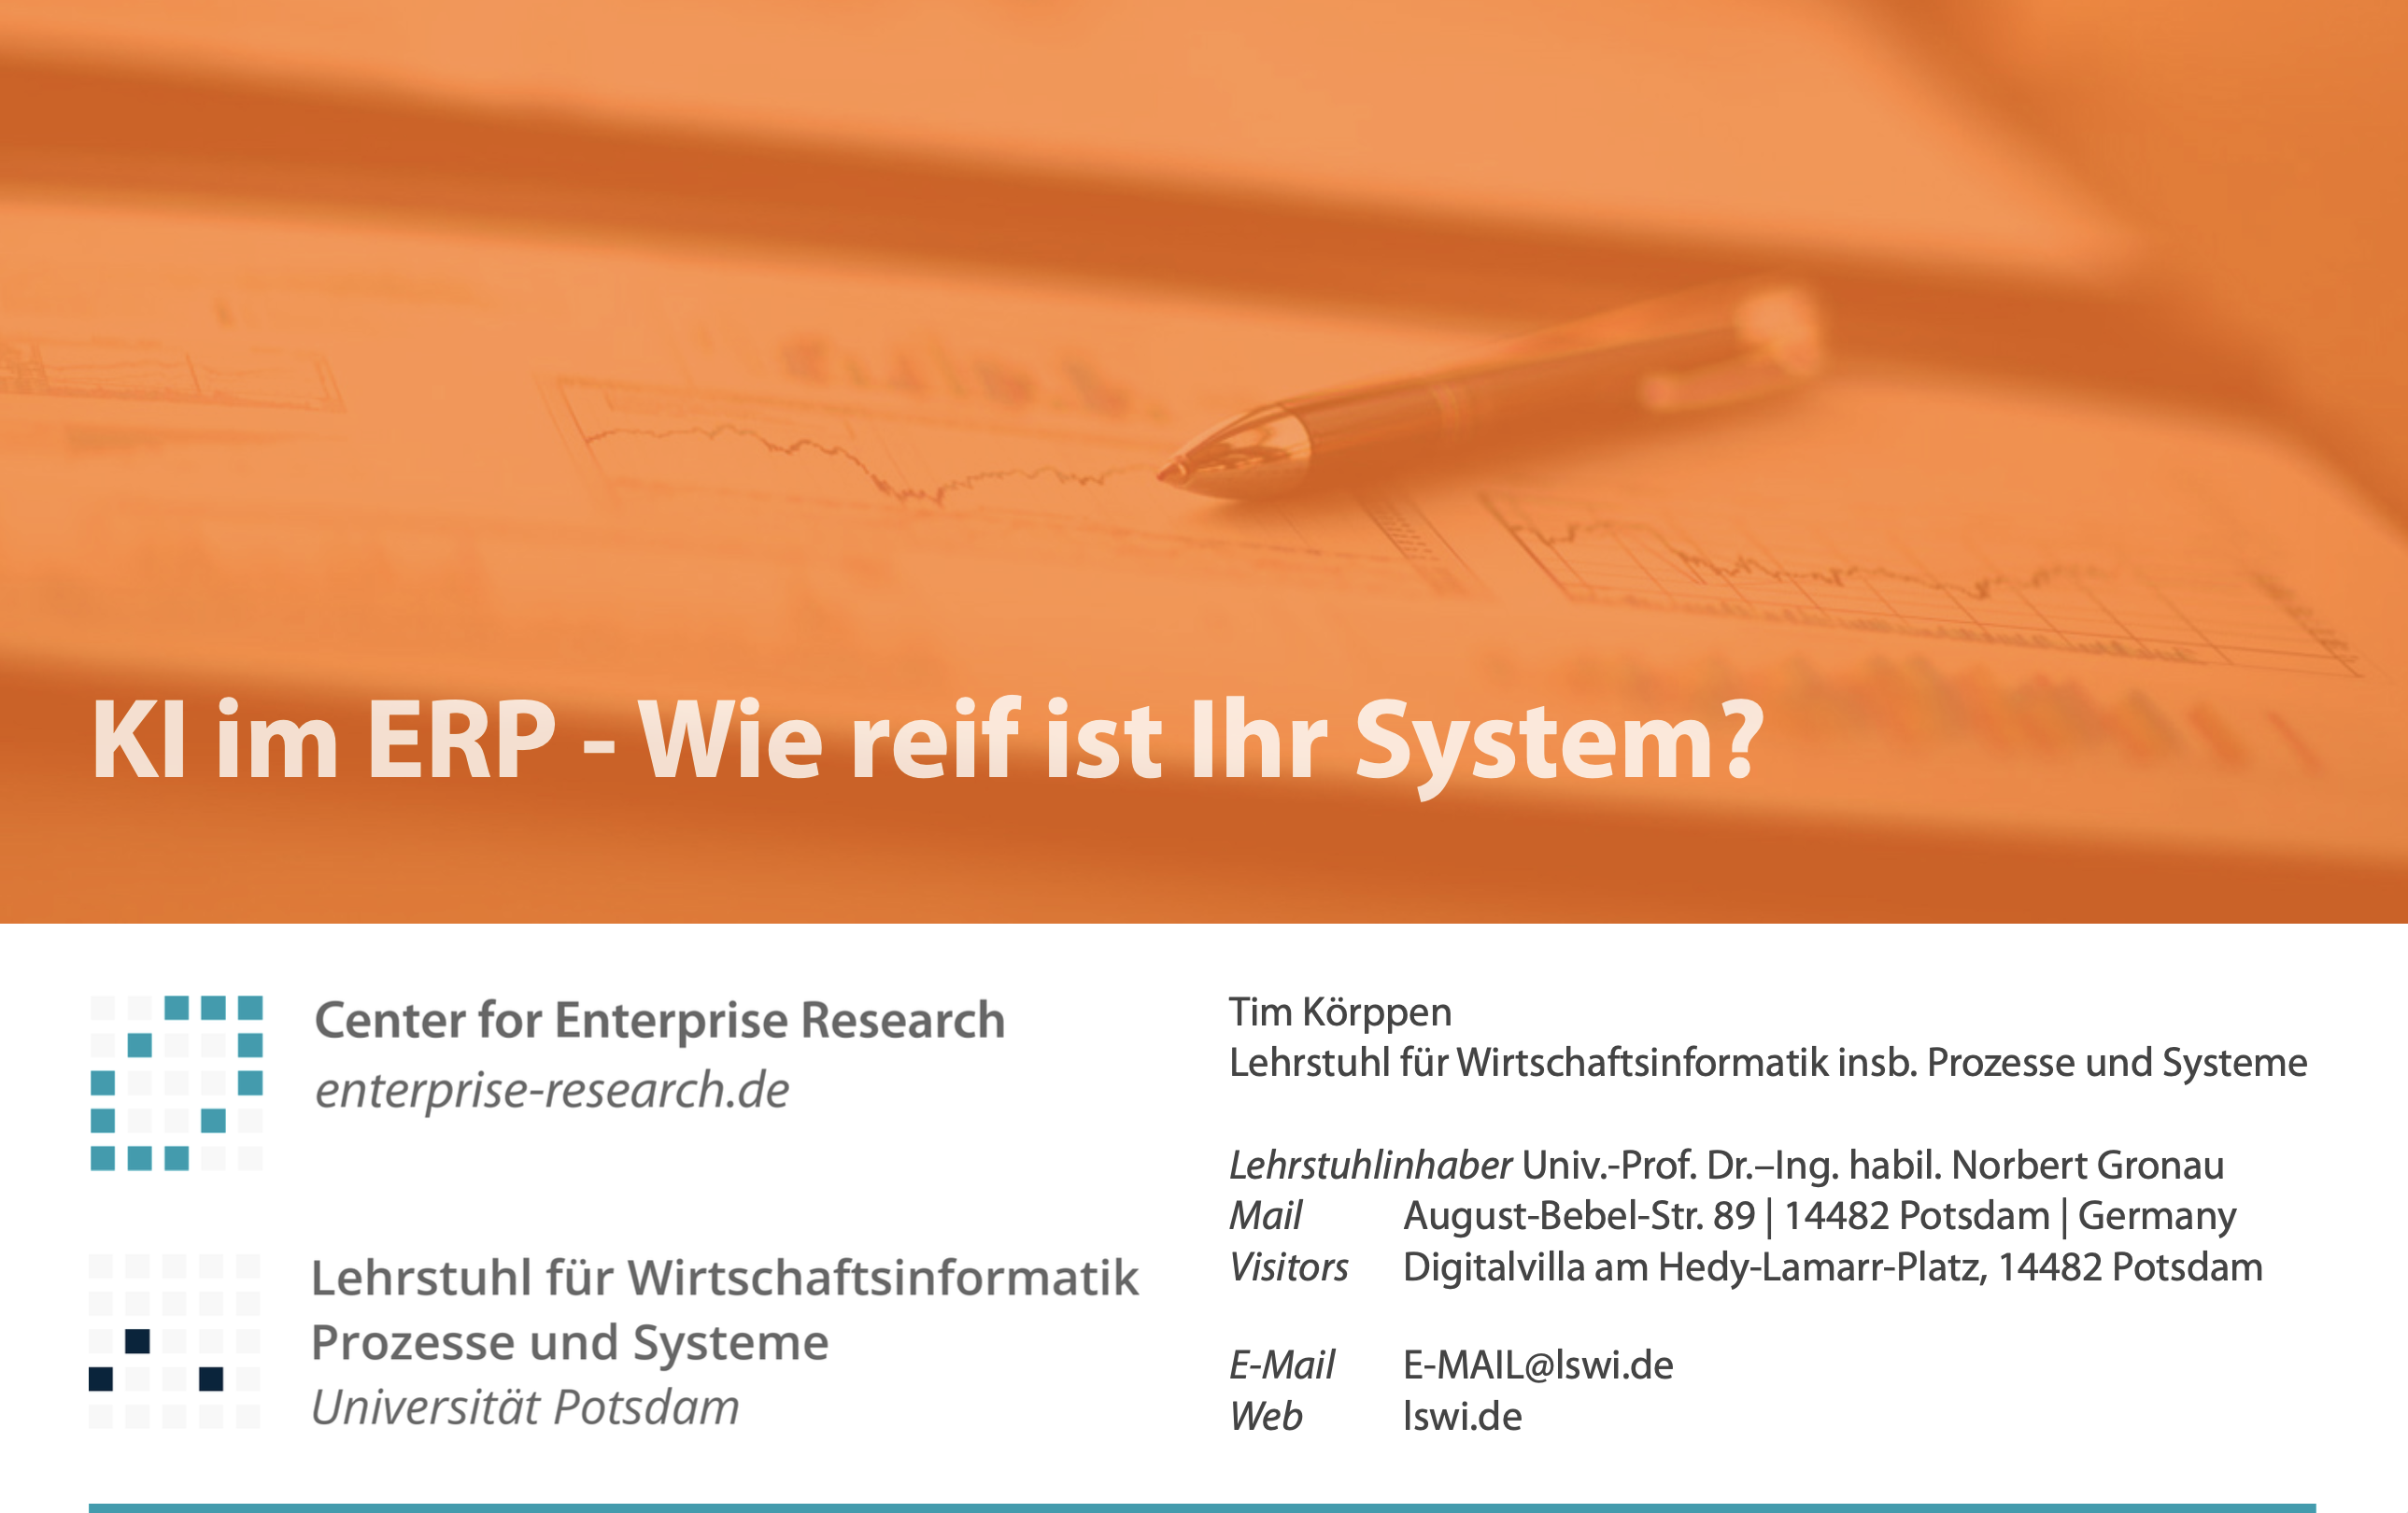 KI im ERP - Wie reif ist Ihr System?
Center for Enterprise Research
enterprise-research.de
Lehrstuhl für Wirtschaftsinformatik
Prozesse und Systeme
Universität Potsdam
Tim Körppen
Lehrstuhl für Wirtschaftsinformatik insb. Prozesse und Systeme
Lehrstuhlinhaber Univ.-Prof. Dr.–Ing. habil. Norbert Gronau
Mail August-Bebel-Str. 89 | 14482 Potsdam | Germany
Visitors Digitalvilla am Hedy-Lamarr-Platz, 14482 Potsdam
E-Mail E-MAIL@lswi.de
Web lswi.de